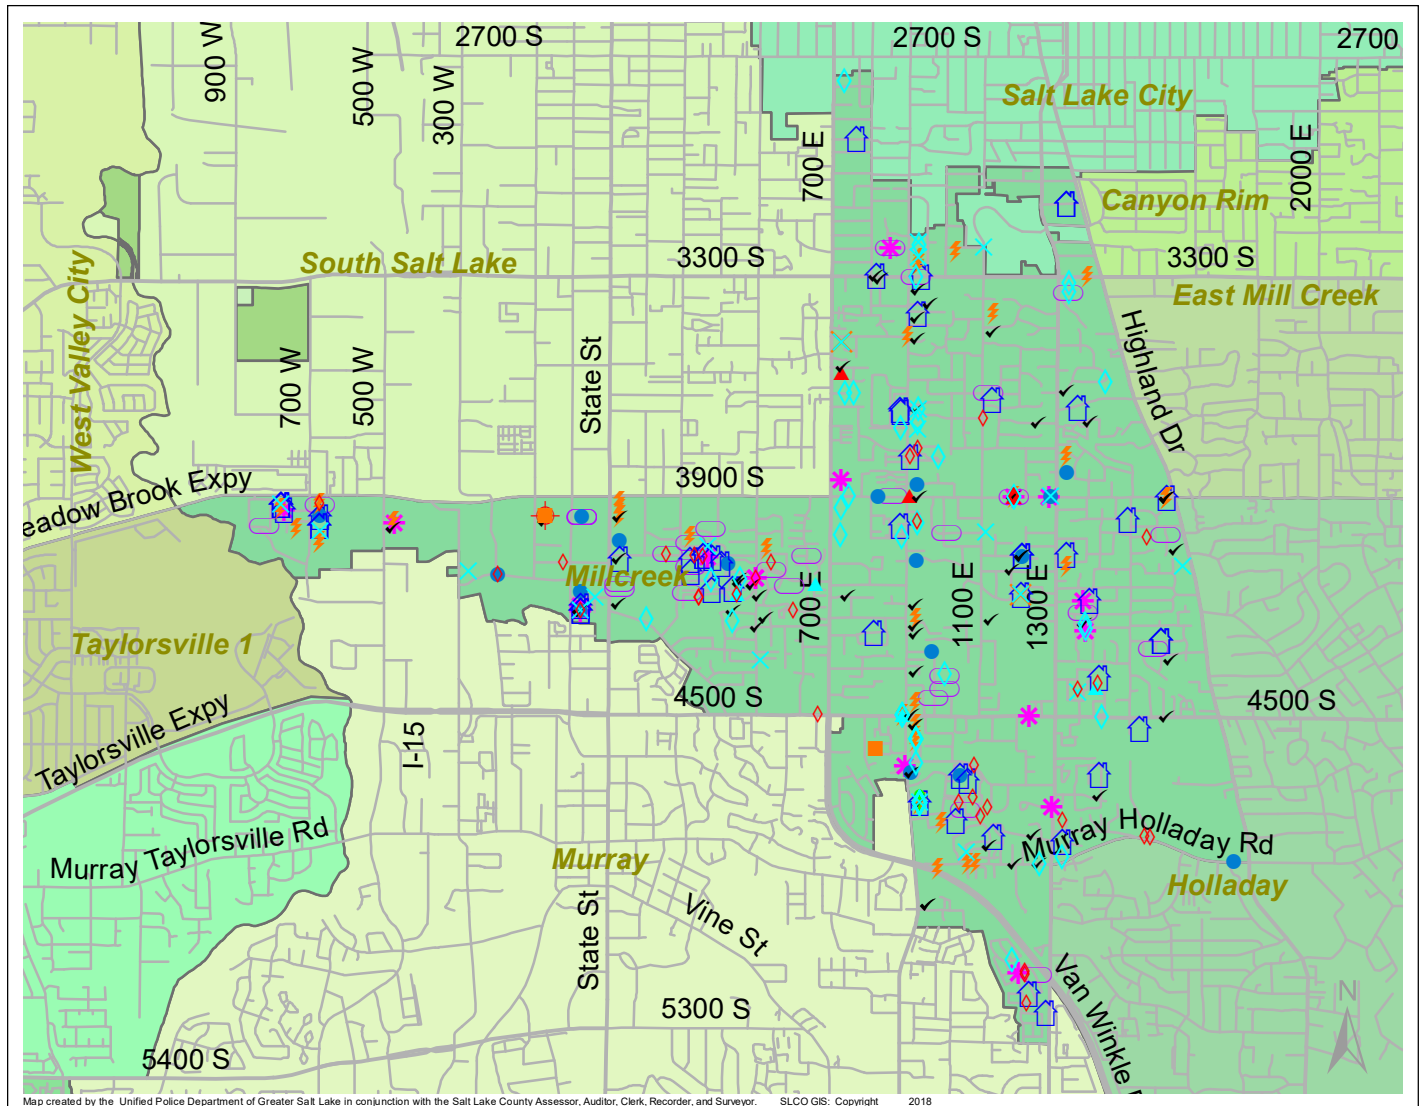 2700 S
2700 S
2700
900 W
500 W
300 W
Salt Lake City
700 E
2000 E
Canyon Rim
3300 S
3300 S
South Salt Lake
East Mill Creek
West Valley City
Highland Dr
State St
700 W
500 W
3900 S
eadow Brook Expy
Millcreek
700 E
1100 E
1300 E
Taylorsville 1
4500 S
4500 S
Taylorsville Expy
I-15
Murray Taylorsville Rd
Murray Holladay Rd
Murray
Holladay
State St
Vine St
Van Winkle
5300 S
N
5400 S
Map created by the Unified Police Department of Greater Salt Lake in conjunction with the Salt Lake County Assessor, Auditor, Clerk, Recorder, and Surveyor. SLCO GIS: Copyright 2018